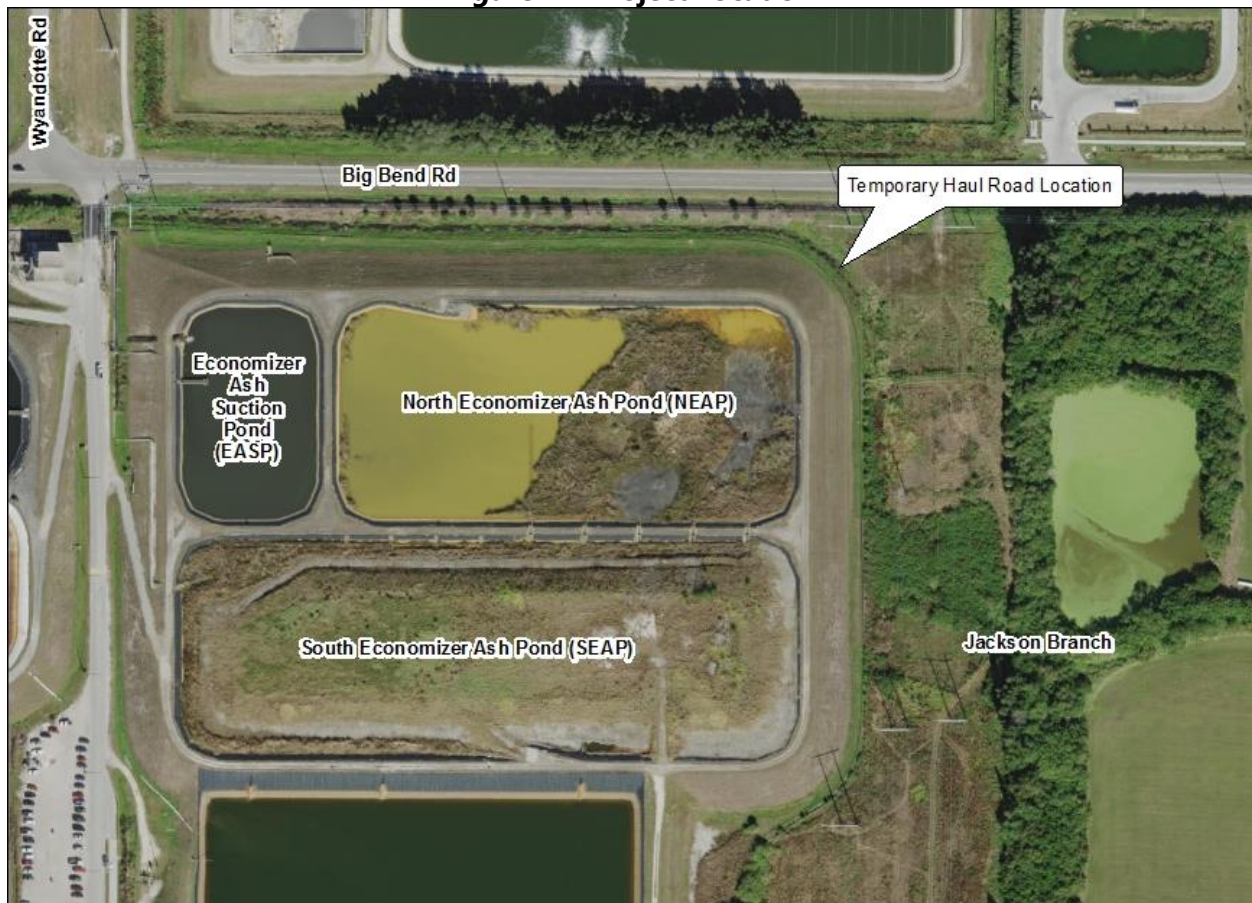 Wyandotte Rd
Big Bend Rd
Temporary Haul Road Location
Economizer
Ash
Suction
Pond
(EASP)
North Economizer Ash Pond (NEAP)
South Economizer Ash Pond (SEAP)
Jackson Branch